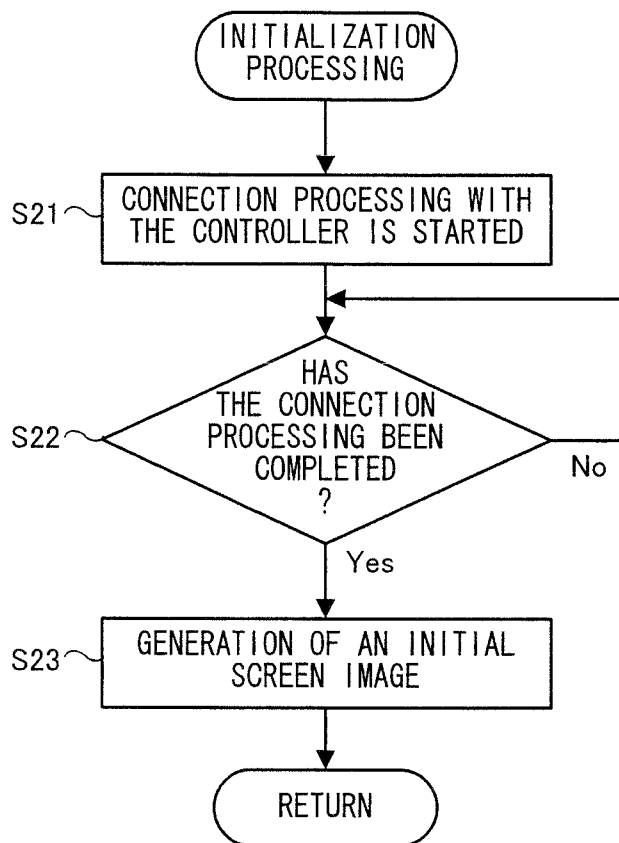 INITIALIZATION
PROCESSING
S21
CONNECTION PROCESSING WITH
THE CONTROLLER IS STARTED
HAS
THE CONNECTION
PROCESSING BEEN
COMPLETED
?
S22
No
Yes
S23
GENERATION OF AN INITIAL
SCREEN IMAGE
RETURN